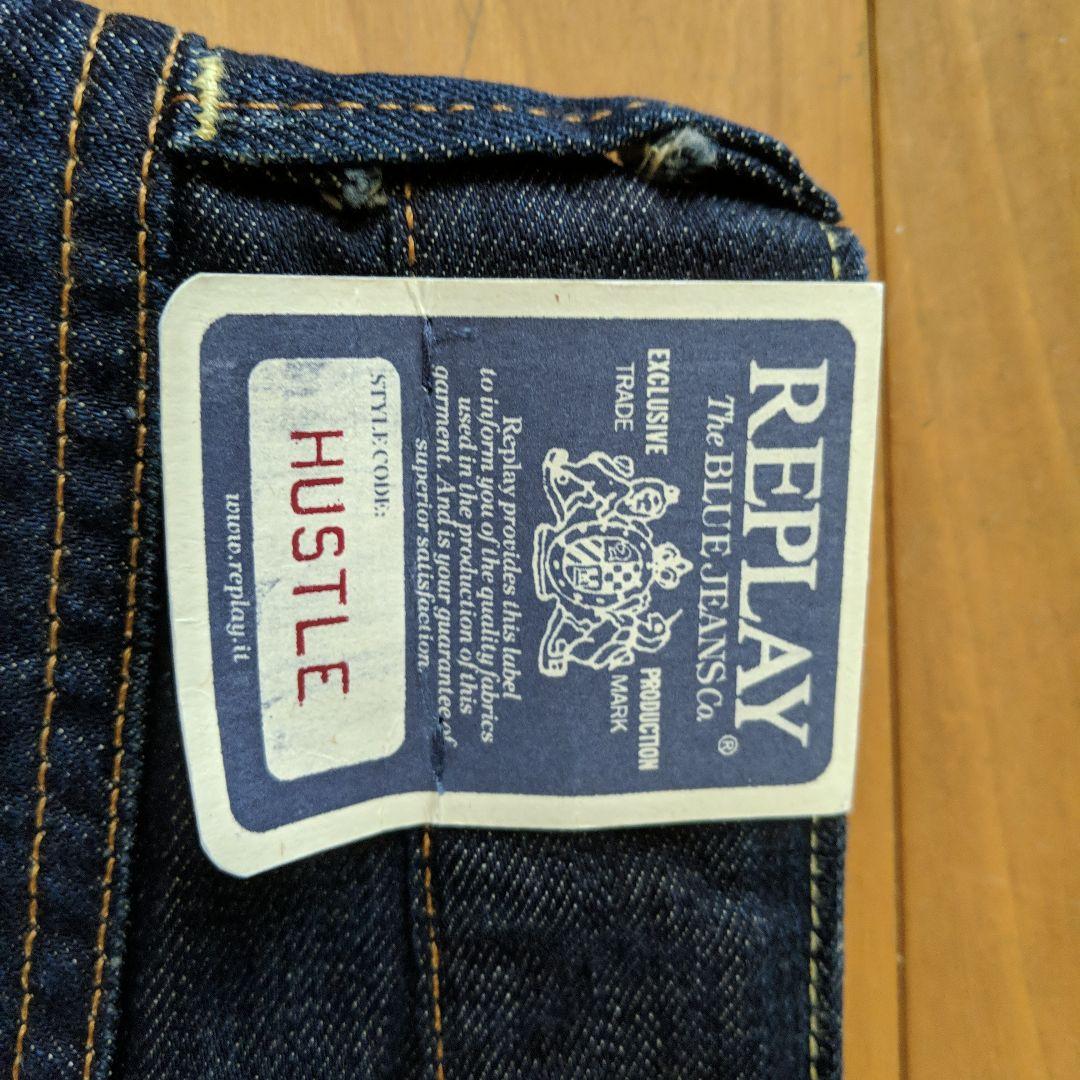 REPLAY
The BLUE JEANS Co.®
EXCLUSIVE PRODUCTION
TRADE MARK
Replay provides this label
to inform you of the quality fabrics
used in the production of this
garment. And is your guarantee of
superior satisfaction.
STYLE CODE:
HUSTLE
www.replay.it